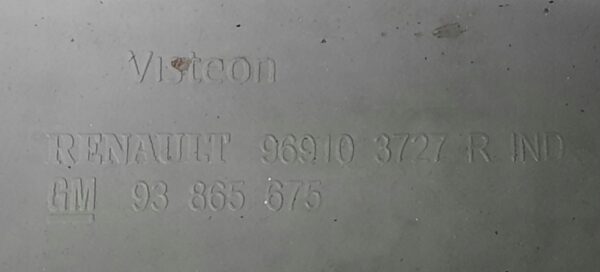 Visteon
RENAULT 96910 3727 R IND
GM 93 865 675